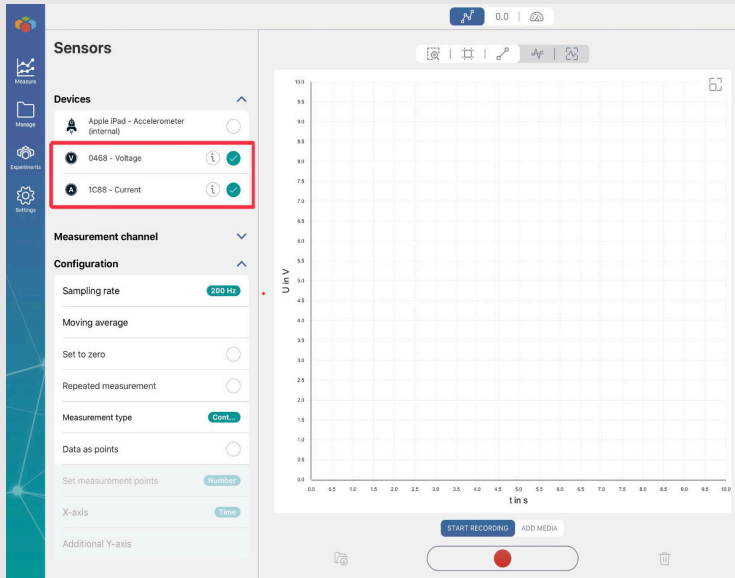 0.0
Sensors
Measure
Manage
Experiments
Settings
Devices
Apple iPad - Accelerometer
(internal)
V
0468 - Voltage
i
A
1C88 - Current
i
Measurement channel
Configuration
Sampling rate
200 Hz
Moving average
Set to zero
Repeated measurement
Measurement type
Cont...
Data as points
Set measurement points
Number
X-axis
Time
Additional Y-axis
U in V
10.0
9.5
9.0
8.5
8.0
7.5
7.0
6.5
6.0
5.5
5.0
4.5
4.0
3.5
3.0
2.5
2.0
1.5
1.0
0.5
0.0
0.0 0.5 1.0 1.5 2.0 2.5 3.0 3.5 4.0 4.5 5.0 5.5 6.0 6.5 7.0 7.5 8.0 8.5 9.0 9.5 10.0
t in s
START RECORDING
ADD MEDIA